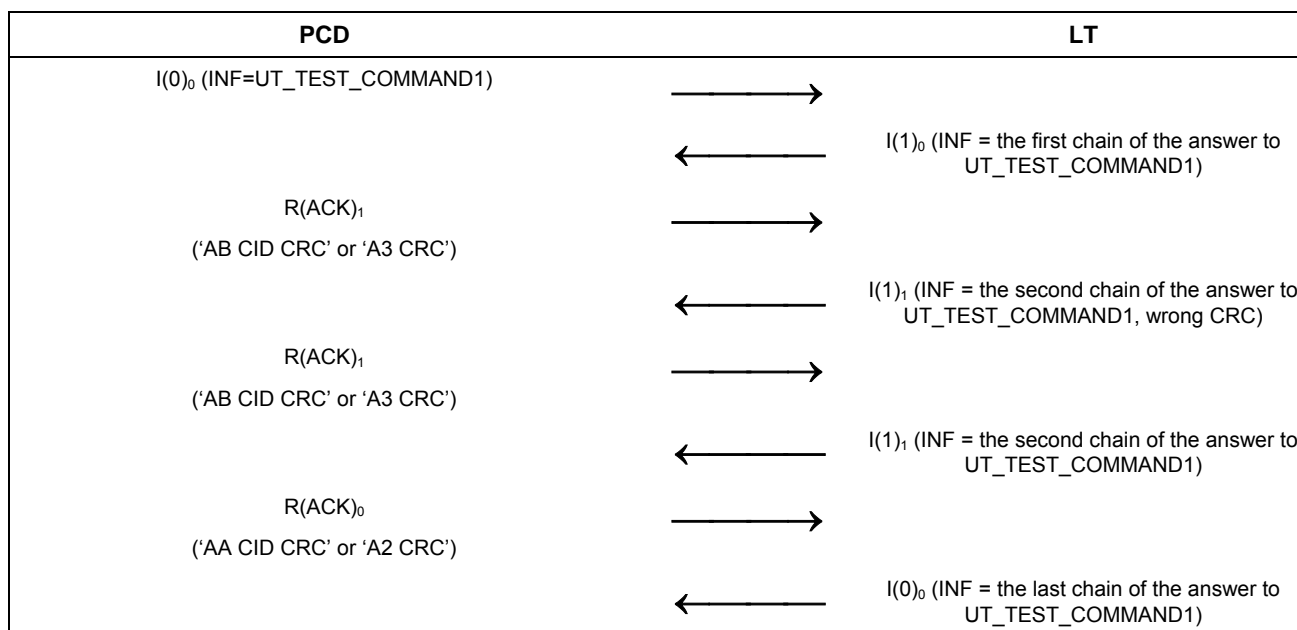 PCD
LT
I(0)₀ (INF=UT_TEST_COMMAND1)
I(1)₀ (INF = the first chain of the answer to
UT_TEST_COMMAND1)
R(ACK)₁
(‘AB CID CRC’ or ‘A3 CRC’)
I(1)₁ (INF = the second chain of the answer to
UT_TEST_COMMAND1, wrong CRC)
R(ACK)₁
(‘AB CID CRC’ or ‘A3 CRC’)
I(1)₁ (INF = the second chain of the answer to
UT_TEST_COMMAND1)
R(ACK)₀
(‘AA CID CRC’ or ‘A2 CRC’)
I(0)₀ (INF = the last chain of the answer to
UT_TEST_COMMAND1)